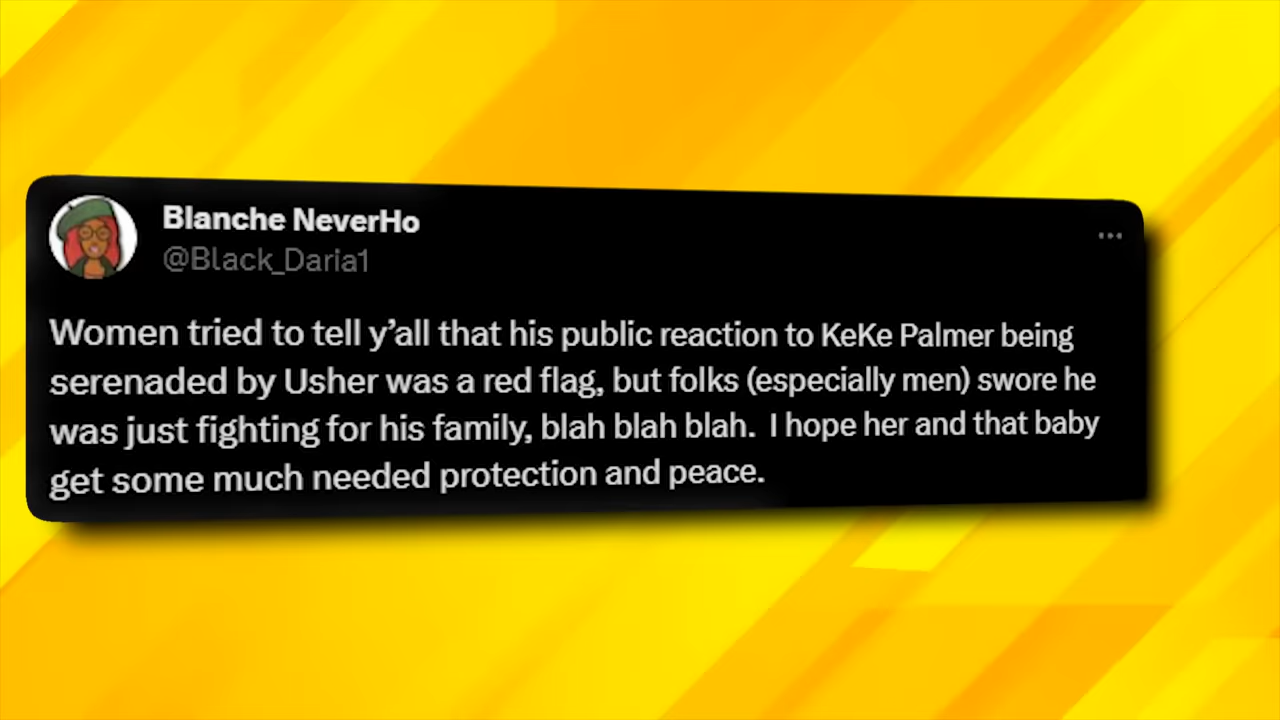 Blanche NeverHo
@Black_Daria1
...
Women tried to tell y’all that his public reaction to KeKe Palmer being
serenaded by Usher was a red flag, but folks (especially men) swore he
was just fighting for his family, blah blah blah.  I hope her and that baby
get some much needed protection and peace.